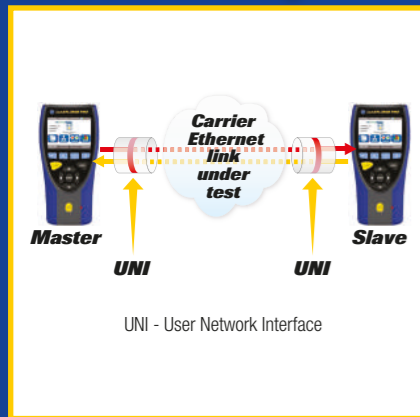 Carrier
Ethernet
link
under
test
Master
Slave
UNI
UNI
UNI - User Network Interface